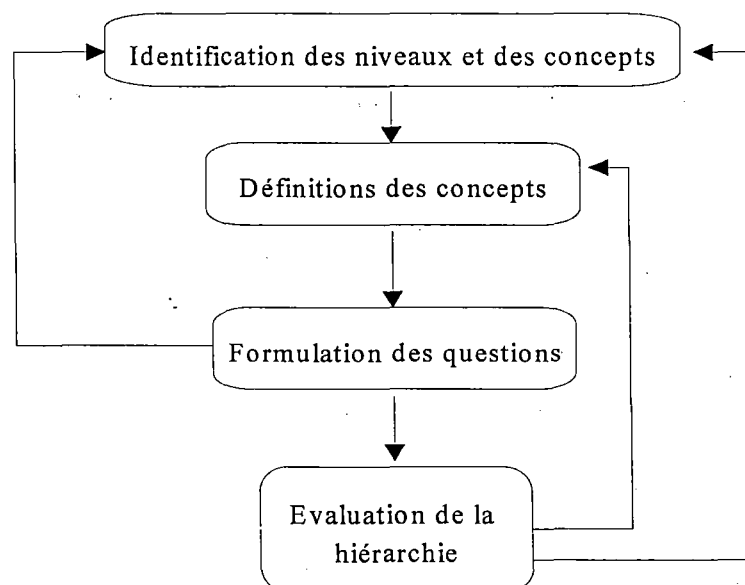 Identification des niveaux et des concepts
Définitions des concepts
Formulation des questions
Evaluation de la
hiérarchie